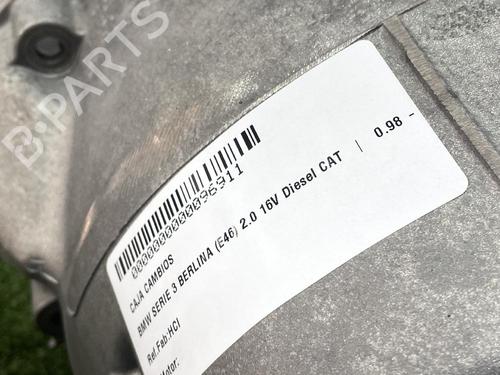 B-PARTS
0000000000096911
CAJA CAMBIOS
BMW SERIE 3 BERLINA (E46) 2.0 16V Diesel CAT | 0.98 -
Ref.Fab:HCI
Motor: